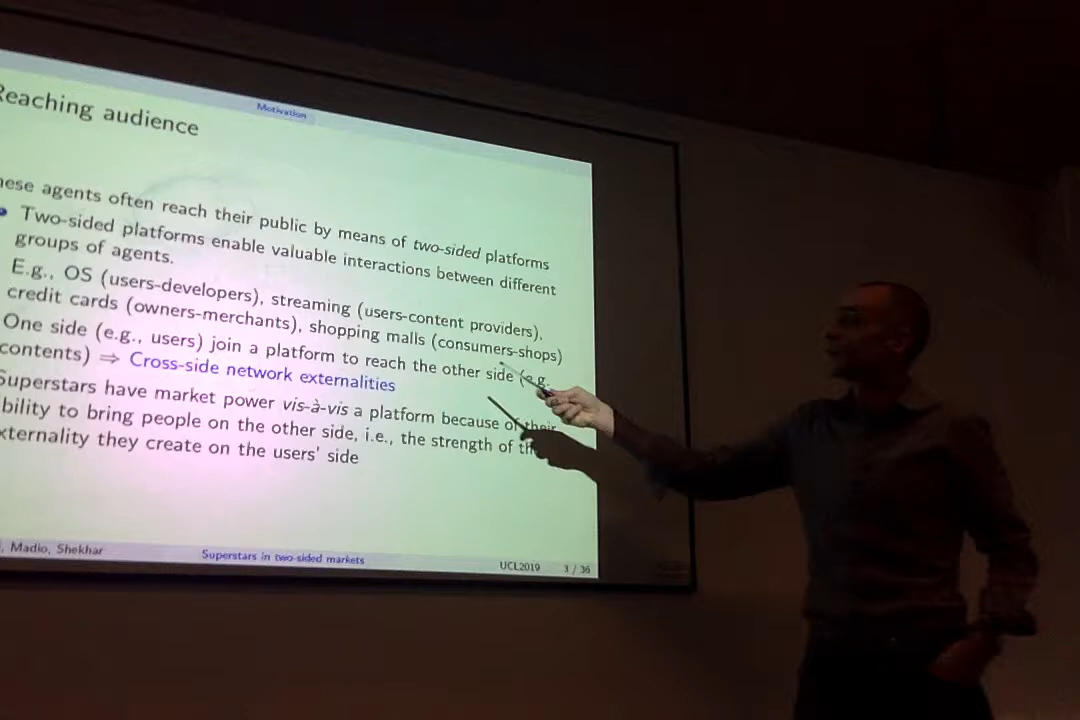 Motivation
Reaching audience
ese agents often reach their public by means of two-sided platforms
Two-sided platforms enable valuable interactions between different
groups of agents.
E.g., OS (users-developers), streaming (users-content providers),
credit cards (owners-merchants), shopping malls (consumers-shops)
One side (e.g., users) join a platform to reach the other side (e.g.
contents) ⇒ Cross-side network externalities
Superstars have market power vis-à-vis a platform because of their
bility to bring people on the other side, i.e., the strength of
xternality they create on the users' side
, Madio, Shekhar
Superstars in two-sided markets
UCL2019
3 / 36